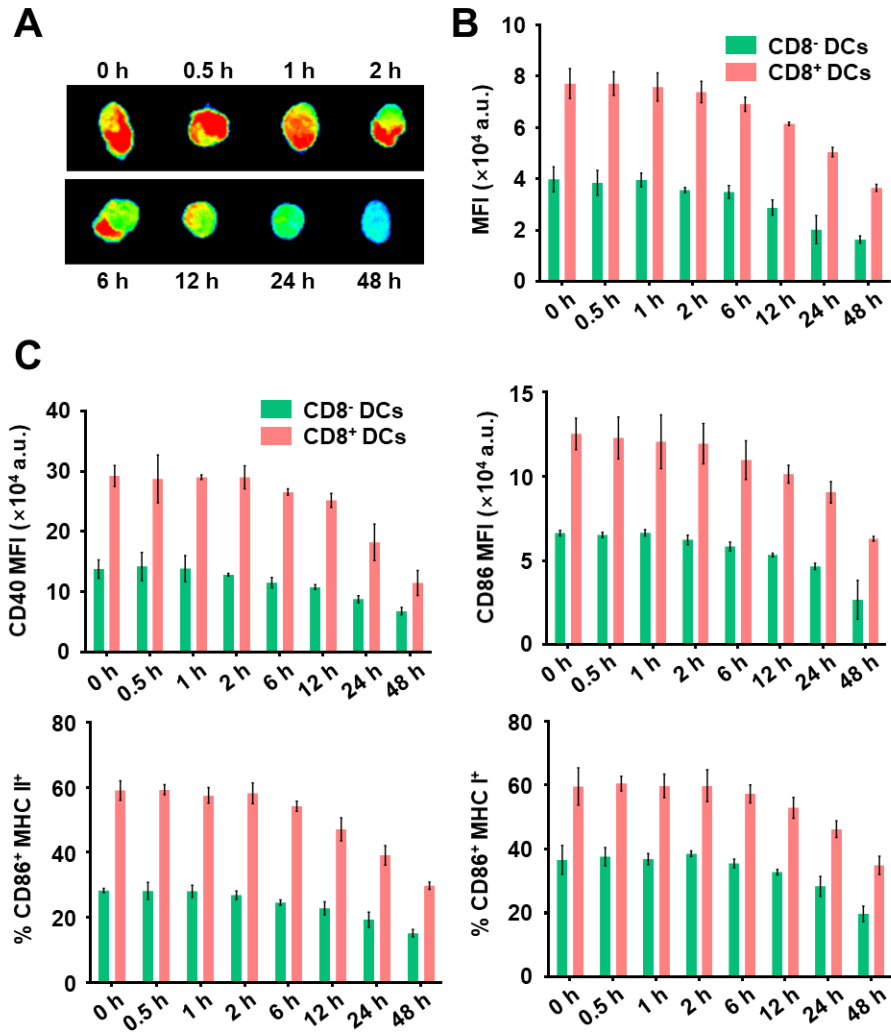 A
0 h 0.5 h 1 h 2 h
6 h 12 h 24 h 48 h
B
CD8⁻ DCs
CD8⁺ DCs
MFI (×10⁴ a.u.)
10
8
6
4
2
0
0 h 0.5 h 1 h 2 h 6 h 12 h 24 h 48 h
C
CD8⁻ DCs
CD8⁺ DCs
CD40 MFI (×10⁴ a.u.)
40
30
20
10
0
0 h 0.5 h 1 h 2 h 6 h 12 h 24 h 48 h
CD86 MFI (×10⁴ a.u.)
15
10
5
0
0 h 0.5 h 1 h 2 h 6 h 12 h 24 h 48 h
% CD86⁺ MHC II⁺
80
60
40
20
0
0 h 0.5 h 1 h 2 h 6 h 12 h 24 h 48 h
% CD86⁺ MHC I⁺
80
60
40
20
0
0 h 0.5 h 1 h 2 h 6 h 12 h 24 h 48 h